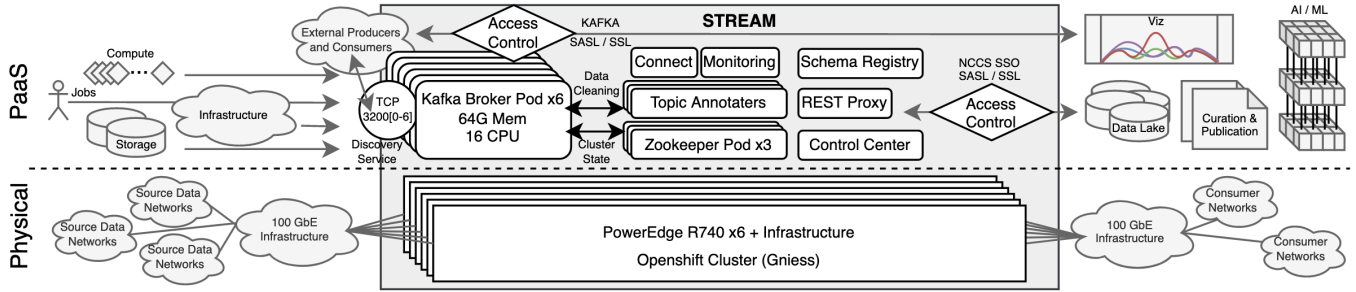 PaaS
Physical
STREAM
External Producers
and Consumers
Access
Control
KAFKA
SASL / SSL
Viz
AI / ML
Compute
Jobs
Storage
Infrastructure
TCP
3200[0-6]
Discovery
Service
Kafka Broker Pod x6
64G Mem
16 CPU
Data
Cleaning
Cluster
State
Connect
Monitoring
Topic Annotaters
Zookeeper Pod x3
Schema Registry
REST Proxy
Control Center
NCCS SSO
SASL / SSL
Access
Control
Data Lake
Curation &
Publication
Source Data
Networks
Source Data
Networks
Source Data
Networks
100 GbE
Infrastructure
PowerEdge R740 x6 + Infrastructure
Openshift Cluster (Gniess)
100 GbE
Infrastructure
Consumer
Networks
Consumer
Networks